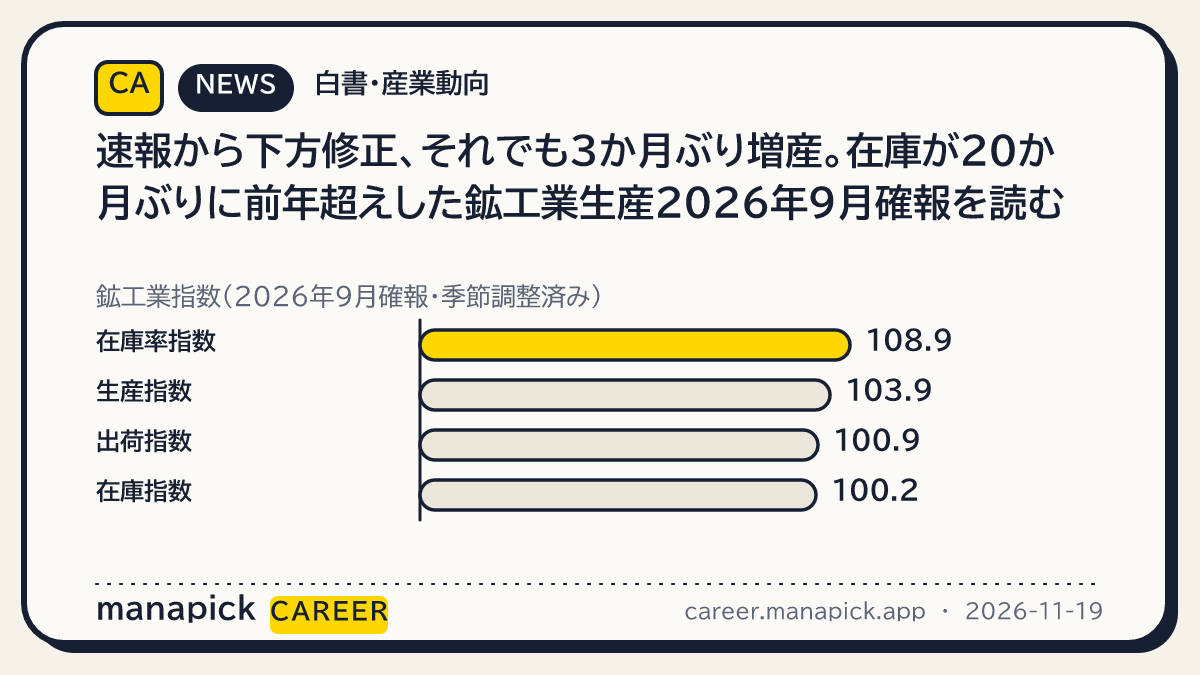 CA NEWS 白書・産業動向
速報から下方修正、それでも3か月ぶり増産。在庫が20か
月ぶりに前年超えした鉱工業生産2026年9月確報を読む
鉱工業指数（2026年9月確報・季節調整済み）
在庫率指数 108.9
生産指数 103.9
出荷指数 100.9
在庫指数 100.2
manapick CAREER career.manapick.app ・ 2026-11-19